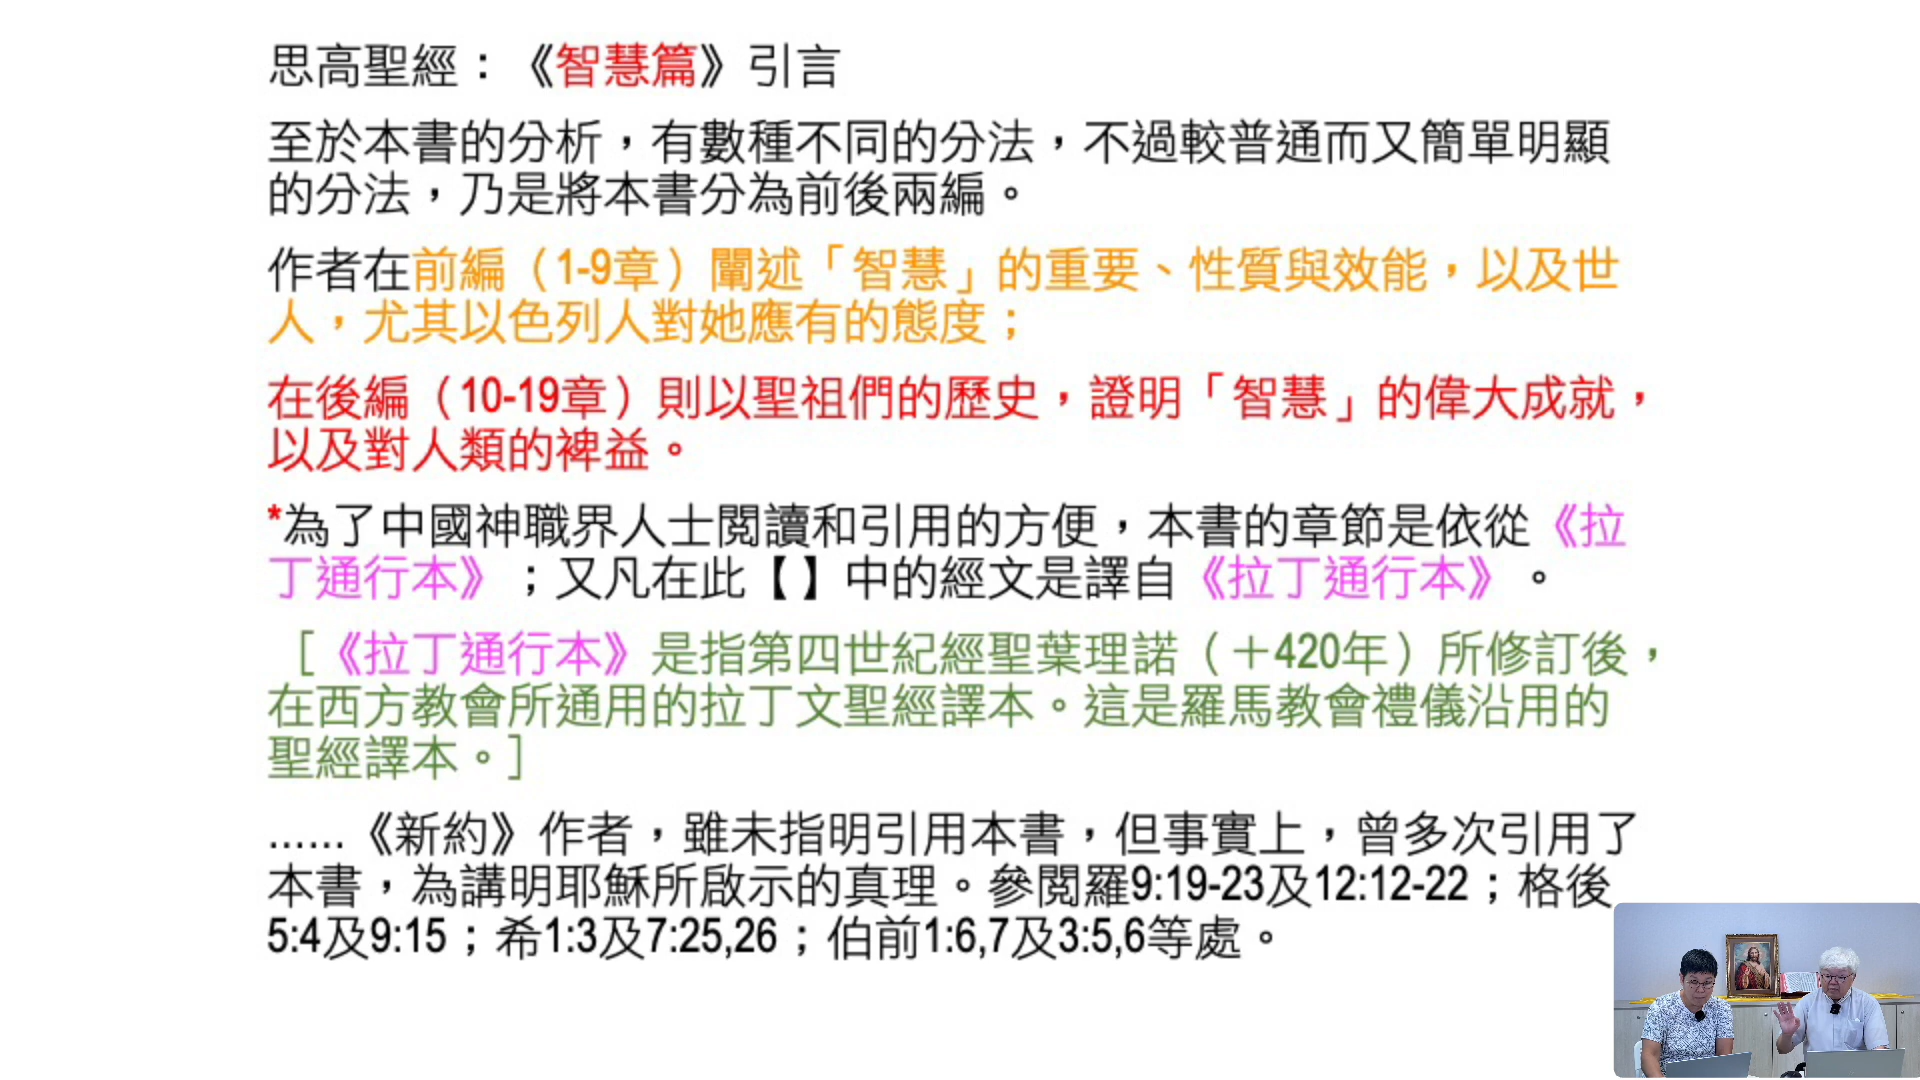 思高聖經：《智慧篇》引言
至於本書的分析，有數種不同的分法，不過較普通而又簡單明顯
的分法，乃是將本書分為前後兩編。
作者在前編（1-9章）闡述「智慧」的重要、性質與效能，以及世
人，尤其以色列人對她應有的態度；
在後編（10-19章）則以聖祖們的歷史，證明「智慧」的偉大成就，
以及對人類的裨益。
*為了中國神職界人士閱讀和引用的方便，本書的章節是依從《拉
丁通行本》；又凡在此【】中的經文是譯自《拉丁通行本》。
［《拉丁通行本》是指第四世紀經聖葉理諾（＋420年）所修訂後，
在西方教會所通用的拉丁文聖經譯本。這是羅馬教會禮儀沿用的
聖經譯本。］
......《新約》作者，雖未指明引用本書，但事實上，曾多次引用了
本書，為講明耶穌所啟示的真理。參閱羅9:19-23及12:12-22；格後
5:4及9:15；希1:3及7:25,26；伯前1:6,7及3:5,6等處。